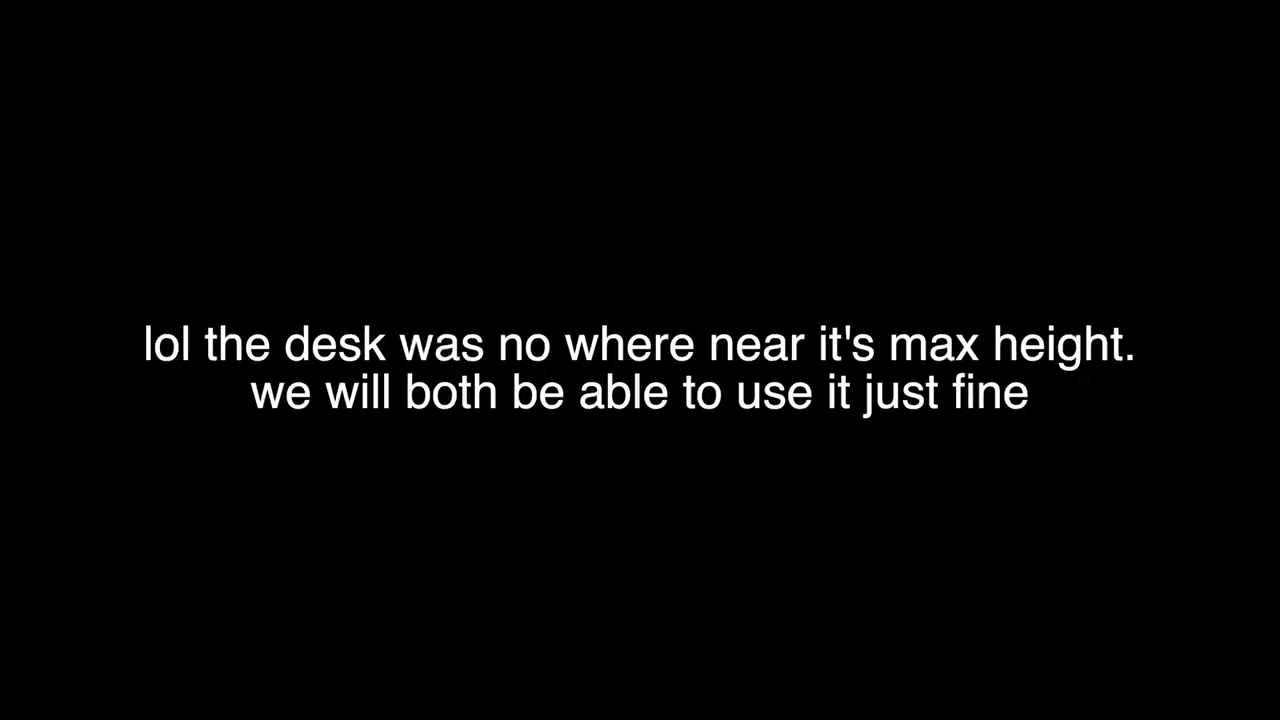 lol the desk was no where near it's max height.
we will both be able to use it just fine